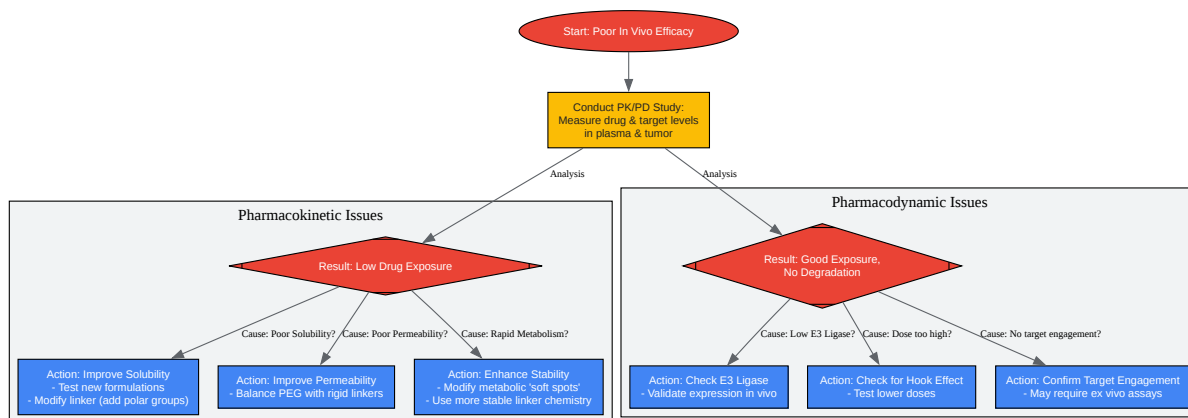 Start: Poor In Vivo Efficacy
Conduct PK/PD Study:
Measure drug & target levels
in plasma & tumor
Analysis
Analysis
Pharmacokinetic Issues
Result: Low Drug Exposure
Cause: Poor Solubility?
Cause: Poor Permeability?
Cause: Rapid Metabolism?
Action: Improve Solubility
- Test new formulations
- Modify linker (add polar groups)
Action: Improve Permeability
- Balance PEG with rigid linkers
Action: Enhance Stability
- Modify metabolic 'soft spots'
- Use more stable linker chemistry
Pharmacodynamic Issues
Result: Good Exposure,
No Degradation
Cause: Low E3 Ligase?
Cause: Dose too high?
Cause: No target engagement?
Action: Check E3 Ligase
- Validate expression in vivo
Action: Check for Hook Effect
- Test lower doses
Action: Confirm Target Engagement
- May require ex vivo assays